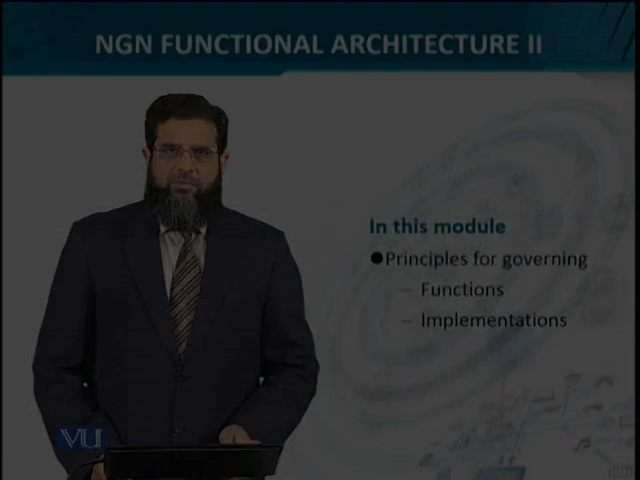 NGN FUNCTIONAL ARCHITECTURE II
In this module
●Principles for governing
– Functions
– Implementations
VU